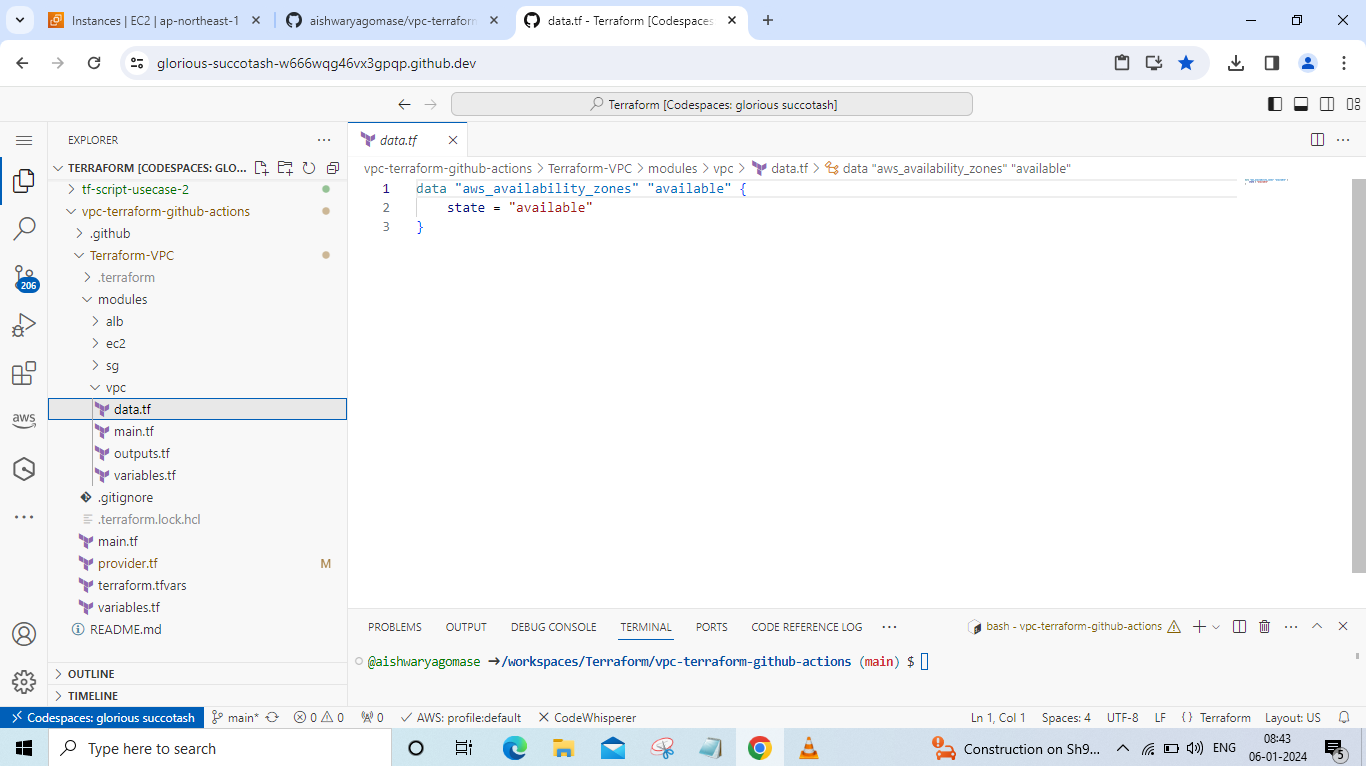 Instances | EC2 | ap-northeast-1
aishwaryagomase/vpc-terraform
data.tf - Terraform [Codespaces
glorious-succotash-w666wqg46vx3gpqp.github.dev
Terraform [Codespaces: glorious succotash]
EXPLORER
TERRAFORM [CODESPACES: GLO...
tf-script-usecase-2
vpc-terraform-github-actions
.github
Terraform-VPC
.terraform
modules
alb
ec2
sg
vpc
data.tf
main.tf
outputs.tf
variables.tf
.gitignore
.terraform.lock.hcl
main.tf
provider.tf M
terraform.tfvars
variables.tf
README.md
OUTLINE
TIMELINE
206
aws
data.tf
vpc-terraform-github-actions > Terraform-VPC > modules > vpc > data.tf > data "aws_availability_zones" "available"
1 data "aws_availability_zones" "available" {
2 state = "available"
3 }
PROBLEMS OUTPUT DEBUG CONSOLE TERMINAL PORTS CODE REFERENCE LOG
bash - vpc-terraform-github-actions
@aishwaryagomase ➜/workspaces/Terraform/vpc-terraform-github-actions (main) $
Codespaces: glorious succotash main* 0 0 0 AWS: profile:default CodeWhisperer Ln 1, Col 1 Spaces: 4 UTF-8 LF {} Terraform Layout: US
Type here to search
Construction on Sh9...
ENG
08:43
06-01-2024
5